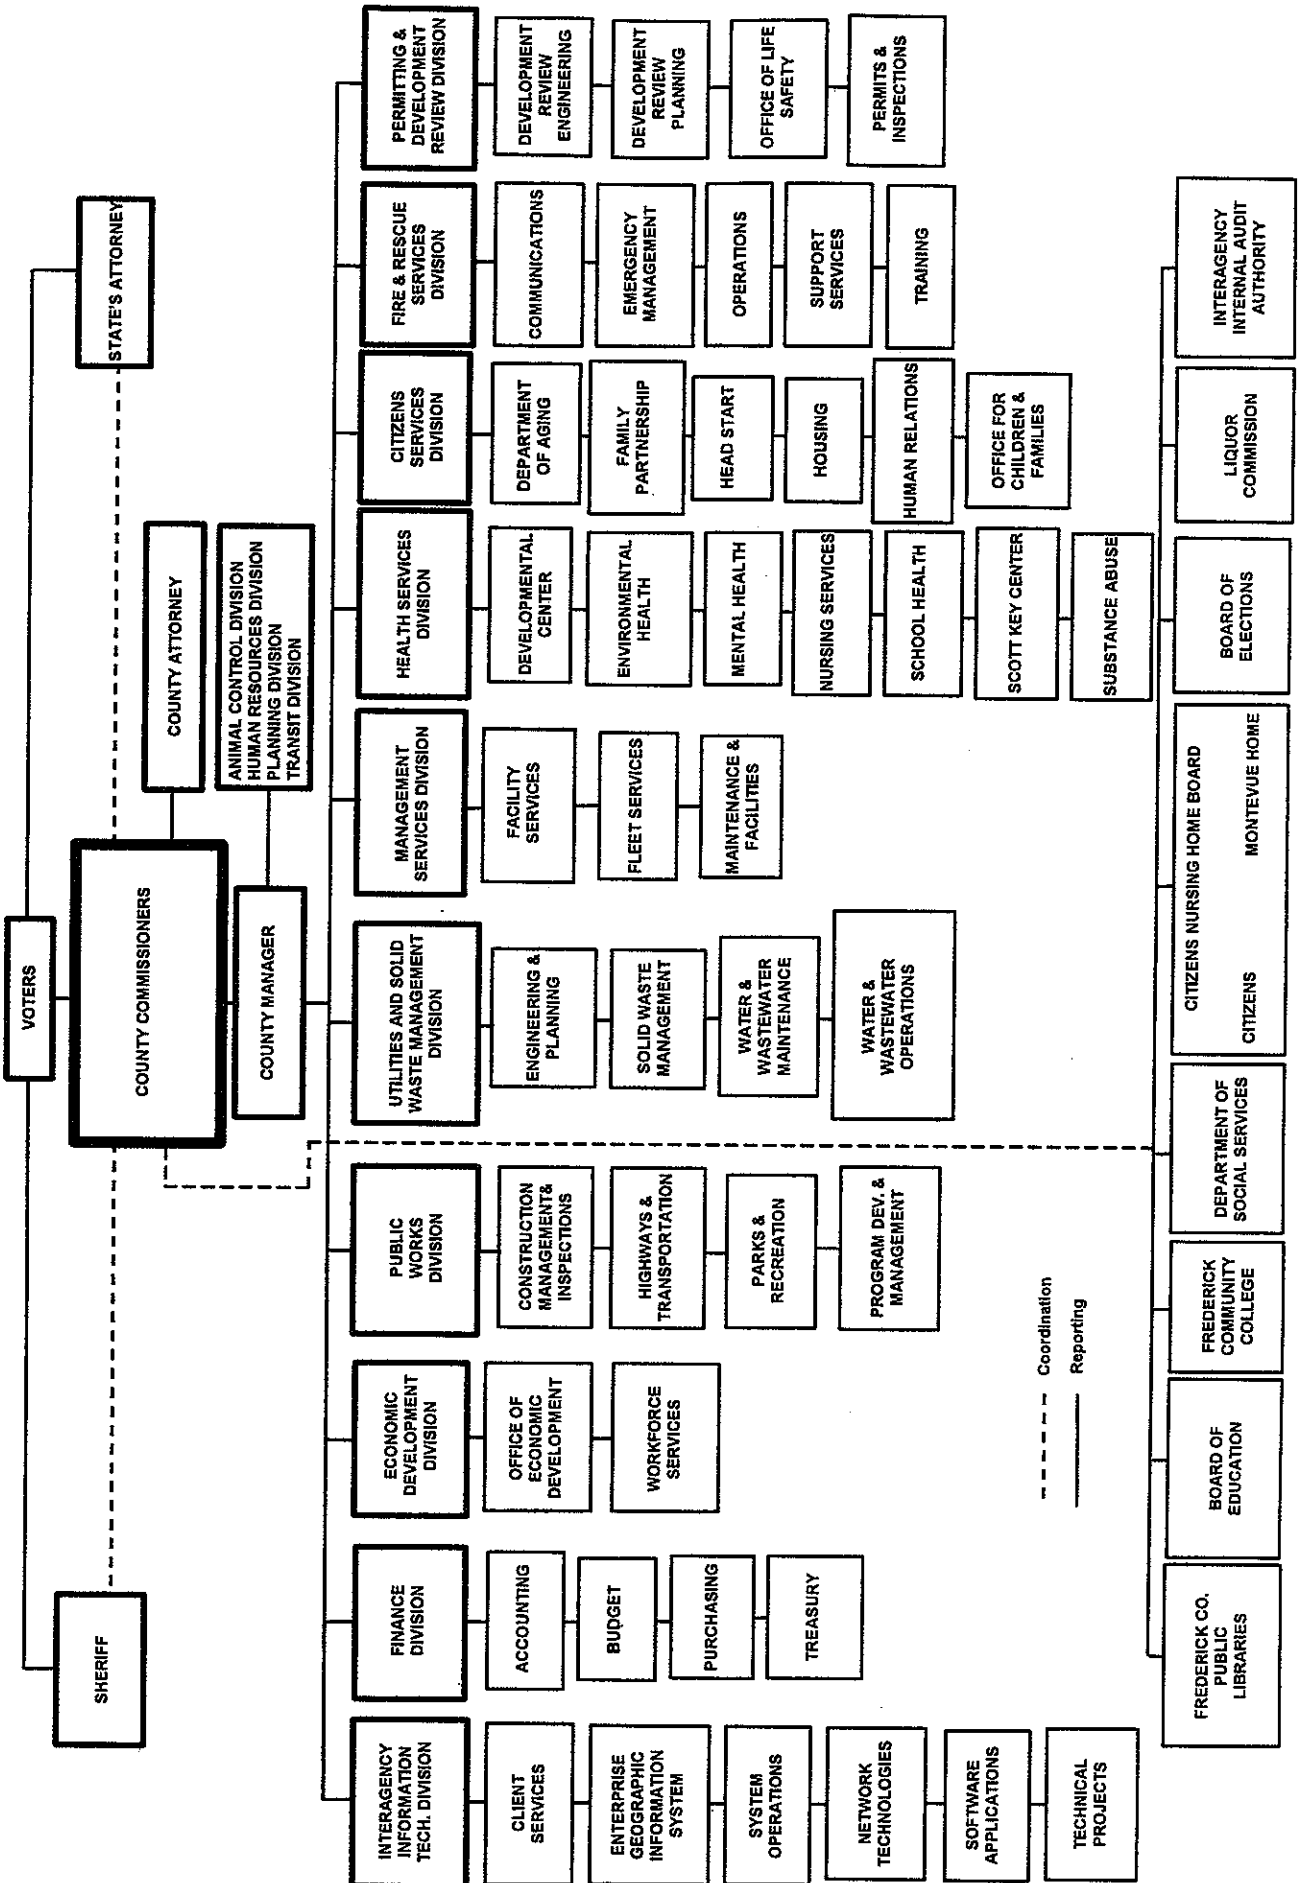 VOTERS
SHERIFF
STATE'S ATTORNEY
COUNTY COMMISSIONERS
COUNTY ATTORNEY
COUNTY MANAGER
ANIMAL CONTROL DIVISION
HUMAN RESOURCES DIVISION
PLANNING DIVISION
TRANSIT DIVISION
INTERAGENCY
INFORMATION
TECH. DIVISION
CLIENT
SERVICES
ENTERPRISE
GEOGRAPHIC
INFORMATION
SYSTEM
SYSTEM
OPERATIONS
NETWORK
TECHNOLOGIES
SOFTWARE
APPLICATIONS
TECHNICAL
PROJECTS
FINANCE
DIVISION
ACCOUNTING
BUDGET
PURCHASING
TREASURY
ECONOMIC
DEVELOPMENT
DIVISION
OFFICE OF
ECONOMIC
DEVELOPMENT
WORKFORCE
SERVICES
PUBLIC
WORKS
DIVISION
CONSTRUCTION
MANAGEMENT&
INSPECTIONS
HIGHWAYS &
TRANSPORTATION
PARKS &
RECREATION
PROGRAM DEV. &
MANAGEMENT
UTILITIES AND SOLID
WASTE MANAGEMENT
DIVISION
ENGINEERING &
PLANNING
SOLID WASTE
MANAGEMENT
WATER &
WASTEWATER
MAINTENANCE
WATER &
WASTEWATER
OPERATIONS
MANAGEMENT
SERVICES DIVISION
FACILITY
SERVICES
FLEET SERVICES
MAINTENANCE &
FACILITIES
HEALTH SERVICES
DIVISION
DEVELOPMENTAL
CENTER
ENVIRONMENTAL
HEALTH
MENTAL HEALTH
NURSING SERVICES
SCHOOL HEALTH
SCOTT KEY CENTER
SUBSTANCE ABUSE
CITIZENS
SERVICES
DIVISION
DEPARTMENT
OF AGING
FAMILY
PARTNERSHIP
HEAD START
HOUSING
HUMAN RELATIONS
OFFICE FOR
CHILDREN &
FAMILIES
FIRE & RESCUE
SERVICES
DIVISION
COMMUNICATIONS
EMERGENCY
MANAGEMENT
OPERATIONS
SUPPORT
SERVICES
TRAINING
PERMITTING &
DEVELOPMENT
REVIEW DIVISION
DEVELOPMENT
REVIEW
ENGINEERING
DEVELOPMENT
REVIEW
PLANNING
OFFICE OF LIFE
SAFETY
PERMITS &
INSPECTIONS
Coordination
Reporting
FREDERICK CO.
PUBLIC
LIBRARIES
BOARD OF
EDUCATION
FREDERICK
COMMUNITY
COLLEGE
DEPARTMENT OF
SOCIAL SERVICES
CITIZENS NURSING HOME BOARD
CITIZENS MONTEVUE HOME
BOARD OF
ELECTIONS
LIQUOR
COMMISSION
INTERAGENCY
INTERNAL AUDIT
AUTHORITY